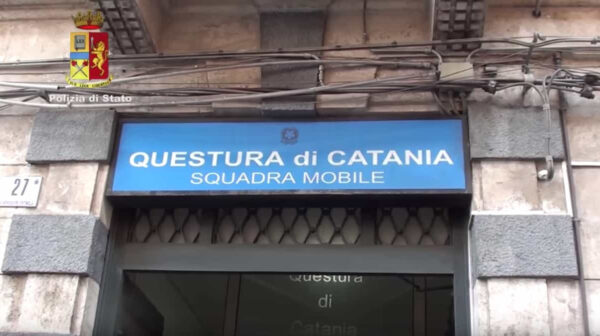 Polizia di Stato
QUESTURA di CATANIA
SQUADRA MOBILE
27
Questura
di
Catania